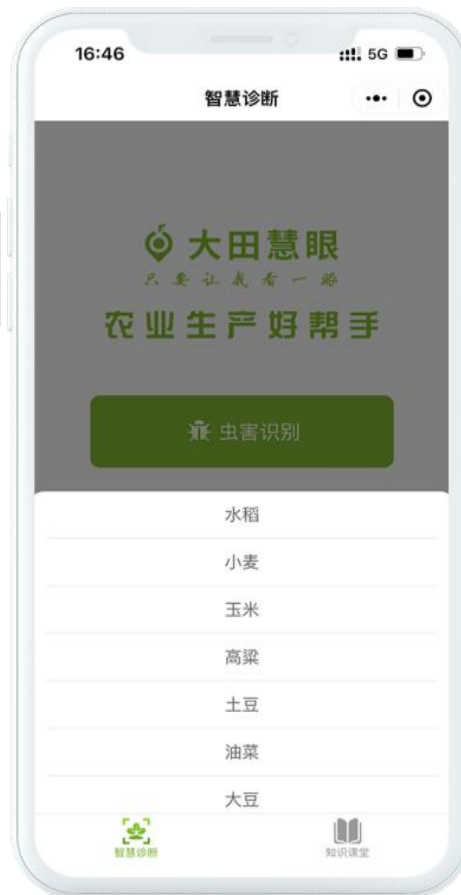 16:46
5G
智慧诊断
大田慧眼
只要让我看一眼
农业生产好帮手
虫害识别
水稻
小麦
玉米
高粱
土豆
油菜
大豆
智慧诊断
知识课堂